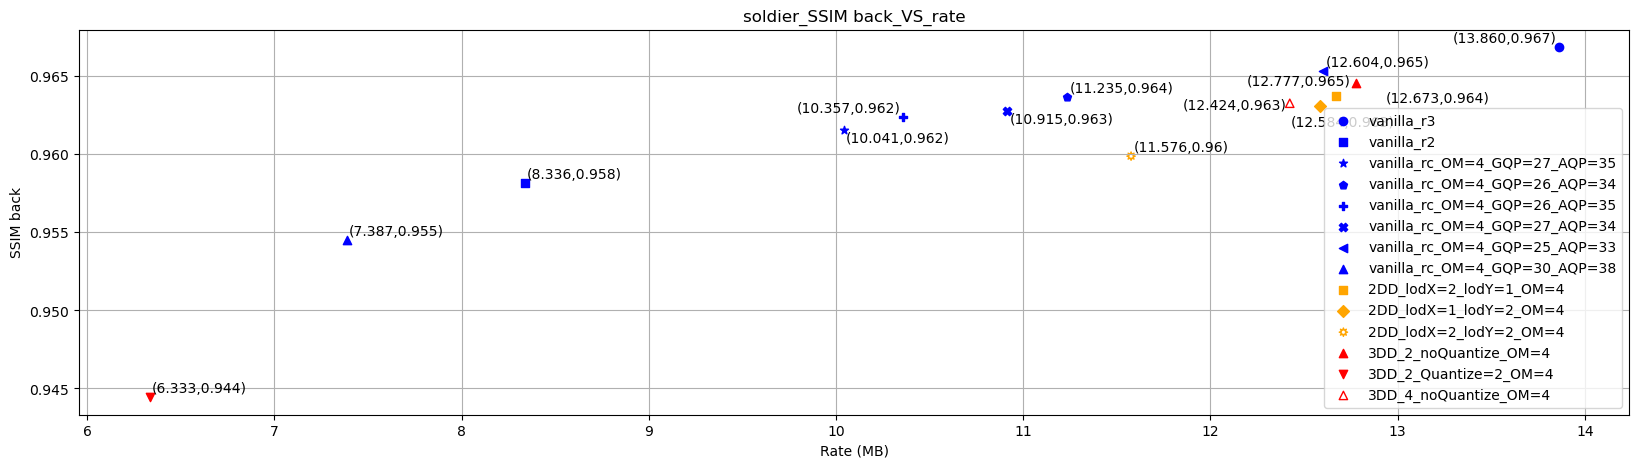 soldier_SSIM back_VS_rate
(13.860,0.967)
(12.604,0.965)
(12.777,0.965)
(11.235,0.964)
(12.673,0.964)
(12.424,0.963)
(10.357,0.962)
(10.915,0.963)
(10.041,0.962)
(11.576,0.96)
(8.336,0.958)
(7.387,0.955)
(6.333,0.944)
0.965
0.960
0.955
0.950
0.945
SSIM back
6 7 8 9 10 11 12 13 14
Rate (MB)
vanilla_r3
vanilla_r2
vanilla_rc_OM=4_GQP=27_AQP=35
vanilla_rc_OM=4_GQP=26_AQP=34
vanilla_rc_OM=4_GQP=26_AQP=35
vanilla_rc_OM=4_GQP=27_AQP=34
vanilla_rc_OM=4_GQP=25_AQP=33
vanilla_rc_OM=4_GQP=30_AQP=38
2DD_lodX=2_lodY=1_OM=4
2DD_lodX=1_lodY=2_OM=4
2DD_lodX=2_lodY=2_OM=4
3DD_2_noQuantize_OM=4
3DD_2_Quantize=2_OM=4
3DD_4_noQuantize_OM=4